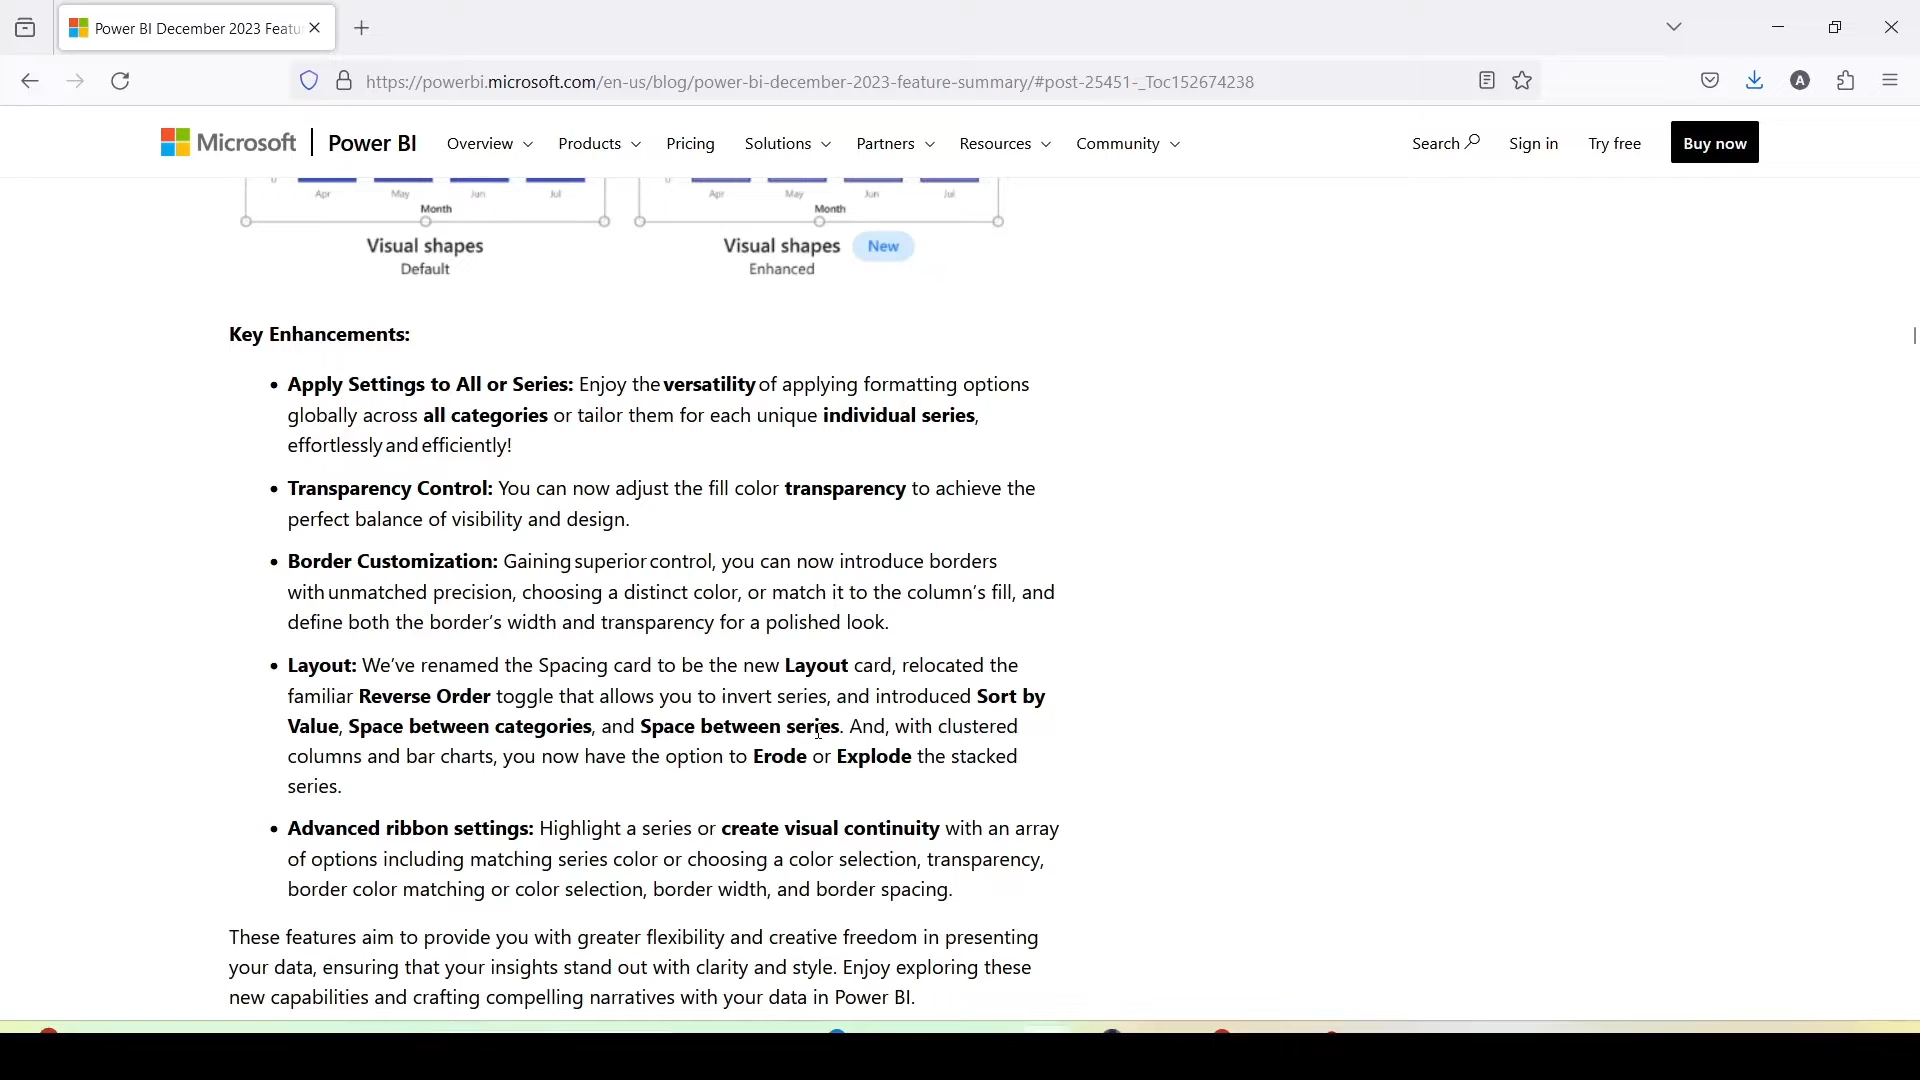 Power BI December 2023 Featu
https://powerbi.microsoft.com/en-us/blog/power-bi-december-2023-feature-summary/#post-25451-_Toc152674238
A
Microsoft Power BI Overview Products Pricing Solutions Partners Resources Community Search Sign in Try free Buy now
0 Apr May Jun Jul 0 Apr May Jun Jul
Month Month
Visual shapes Visual shapes New
Default Enhanced
Key Enhancements:
• Apply Settings to All or Series: Enjoy the versatility of applying formatting options
globally across all categories or tailor them for each unique individual series,
effortlessly and efficiently!
• Transparency Control: You can now adjust the fill color transparency to achieve the
perfect balance of visibility and design.
• Border Customization: Gaining superior control, you can now introduce borders
with unmatched precision, choosing a distinct color, or match it to the column’s fill, and
define both the border’s width and transparency for a polished look.
• Layout: We’ve renamed the Spacing card to be the new Layout card, relocated the
familiar Reverse Order toggle that allows you to invert series, and introduced Sort by
Value, Space between categories, and Space between series. And, with clustered
columns and bar charts, you now have the option to Erode or Explode the stacked
series.
• Advanced ribbon settings: Highlight a series or create visual continuity with an array
of options including matching series color or choosing a color selection, transparency,
border color matching or color selection, border width, and border spacing.
These features aim to provide you with greater flexibility and creative freedom in presenting
your data, ensuring that your insights stand out with clarity and style. Enjoy exploring these
new capabilities and crafting compelling narratives with your data in Power BI.